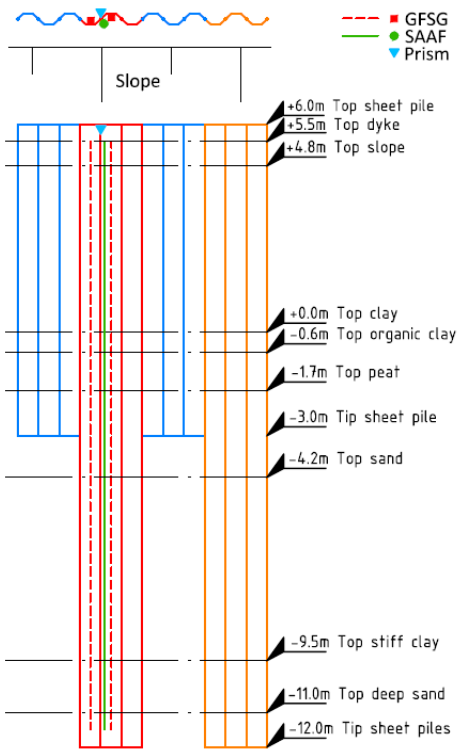 GFSG
SAAF
Prism
Slope
+6.0m Top sheet pile
+5.5m Top dyke
+4.8m Top slope
+0.0m Top clay
-0.6m Top organic clay
-1.7m Top peat
-3.0m Tip sheet pile
-4.2m Top sand
-9.5m Top stiff clay
-11.0m Top deep sand
-12.0m Tip sheet piles